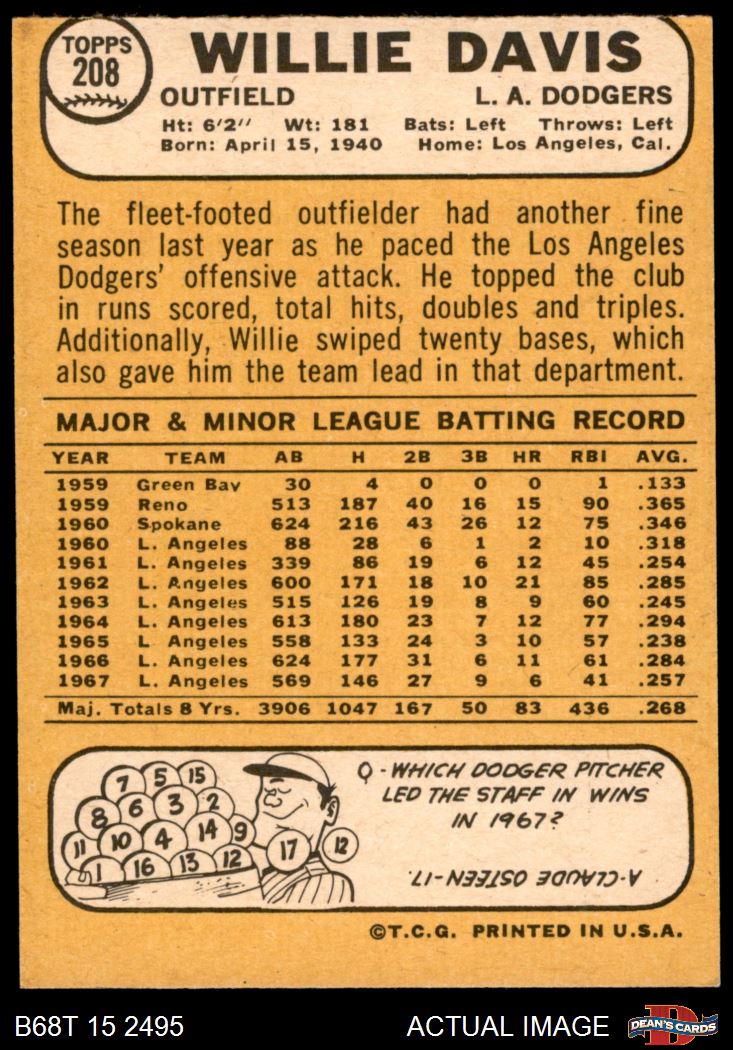 TOPPS
208
WILLIE DAVIS
OUTFIELD L. A. DODGERS
Ht: 6'2" Wt: 181 Bats: Left Throws: Left
Born: April 15, 1940 Home: Los Angeles, Cal.
The fleet-footed outfielder had another fine
season last year as he paced the Los Angeles
Dodgers' offensive attack. He topped the club
in runs scored, total hits, doubles and triples.
Additionally, Willie swiped twenty bases, which
also gave him the team lead in that department.
MAJOR & MINOR LEAGUE BATTING RECORD
YEAR TEAM AB H 2B 3B HR RBI AVG.
1959 Green Bay 30 4 0 0 0 1 .133
1959 Reno 513 187 40 16 15 90 .365
1960 Spokane 624 216 43 26 12 75 .346
1960 L. Angeles 88 28 6 1 2 10 .318
1961 L. Angeles 339 86 19 6 12 45 .254
1962 L. Angeles 600 171 18 10 21 85 .285
1963 L. Angeles 515 126 19 8 9 60 .245
1964 L. Angeles 613 180 23 7 12 77 .294
1965 L Angeles 558 133 24 3 10 57 .238
1966 L. Angeles 624 177 31 6 11 61 .284
1967 L. Angeles 569 146 27 9 6 41 .257
Maj. Totals 8 Yrs. 3906 1047 167 50 83 436 .268
7 5 15
8 6 3 2
11 10 4 14 9
1 16 13 12 17 12
Q - WHICH DODGER PITCHER
LED THE STAFF IN WINS
IN 1967?
A-CLAUDE OSTEEN-17.
©T.C.G. PRINTED IN U.S.A.
B68T 15 2495 ACTUAL IMAGE D DEAN'S CARDS